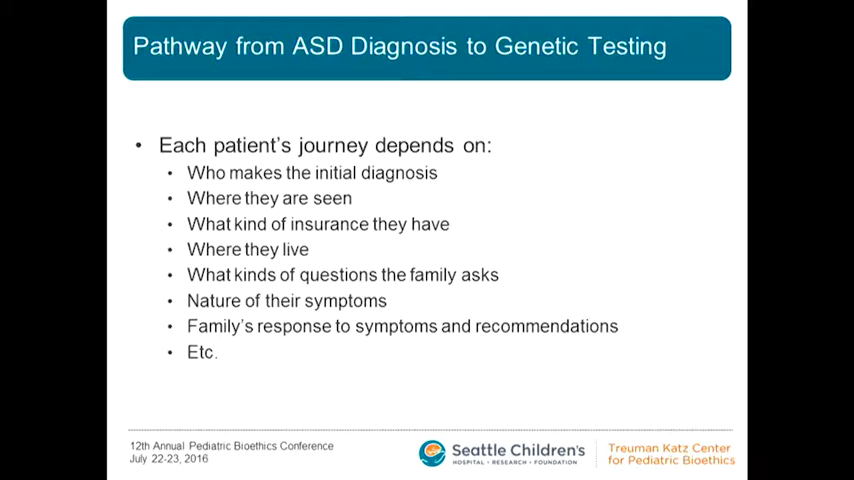 Pathway from ASD Diagnosis to Genetic Testing
• Each patient's journey depends on:
• Who makes the initial diagnosis
• Where they are seen
• What kind of insurance they have
• Where they live
• What kinds of questions the family asks
• Nature of their symptoms
• Family's response to symptoms and recommendations
• Etc.
12th Annual Pediatric Bioethics Conference
July 22-23, 2016
Seattle Children's
HOSPITAL • RESEARCH • FOUNDATION
Treuman Katz Center
for Pediatric Bioethics